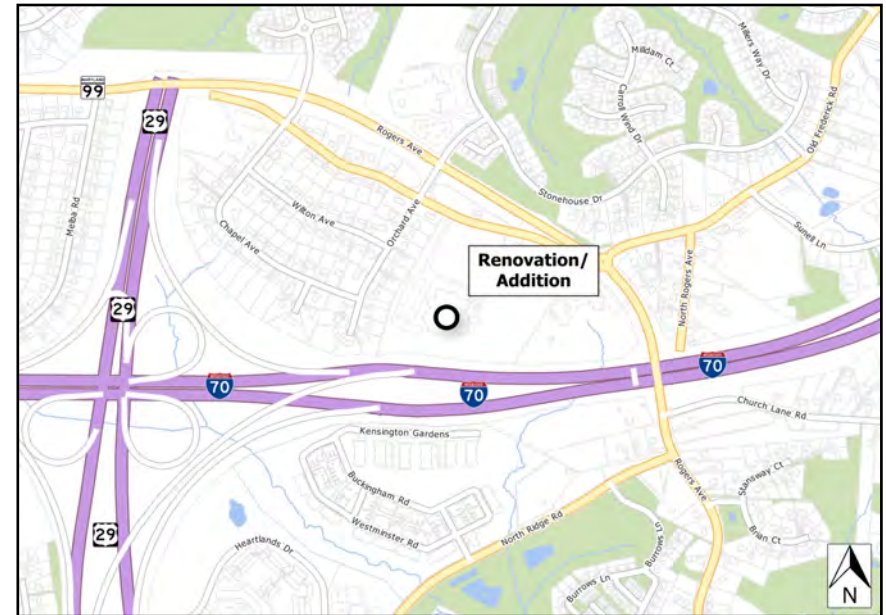 Millers Way Dr
Milldam Ct
Old Frederick Rd
MARYLAND
99
29
Carroll Wind Dr
Rogers Ave
Stonehouse Dr
Melba Rd
Wilton Ave
Orchard Ave
Chapel Ave
Sunell Ln
Renovation/
Addition
North Rogers Ave
29
70
70
70
Church Lane Rd
Kensington Gardens
Rogers Ave
Stansway Ct
Buckingham Rd
Westminster Rd
North Ridge Rd
Burrows Ln
Brian Ct
29
Heartlands Dr
Burrows Ln
N